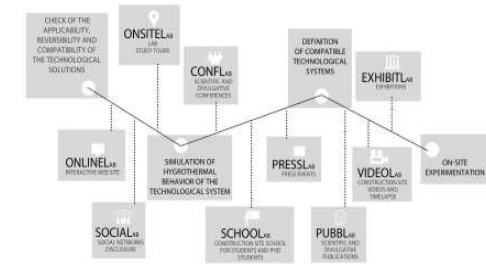 CHECK OF THE
APPLICABILITY,
REVERSIBILITY AND
COMPATIBILITY OF
THE TECHNOLOGICAL
SOLUTIONS
ONSITELAB
LAB
STUDY TOURS
CONFLAB
SCIENTIFIC AND
DIVULGATIVE
CONFERENCES
DEFINITION
OF COMPATIBLE
TECHNOLOGICAL
SYSTEMS
EXHIBITLAB
EXHIBITIONS
ONLINELAB
INTERACTIVE WEB SITE
SIMULATION OF
HYGROTHERMAL
BEHAVIOR OF THE
TECHNOLOGICAL SYSTEM
PRESSLAB
PRESS EVENTS
VIDEOLAB
CONSTRUCTION SITE
VIDEOS AND
TIMELAPSE
ON-SITE
EXPERIMENTATION
SOCIALLAB
SOCIAL NETWORKS
DISCLOSURE
SCHOOLLAB
CONSTRUCTION SITE SCHOOL
FOR STUDENTS AND PHD
STUDENTS
PUBBLAB
SCIENTIFIC AND
DIVULGATIVE
PUBLICATIONS